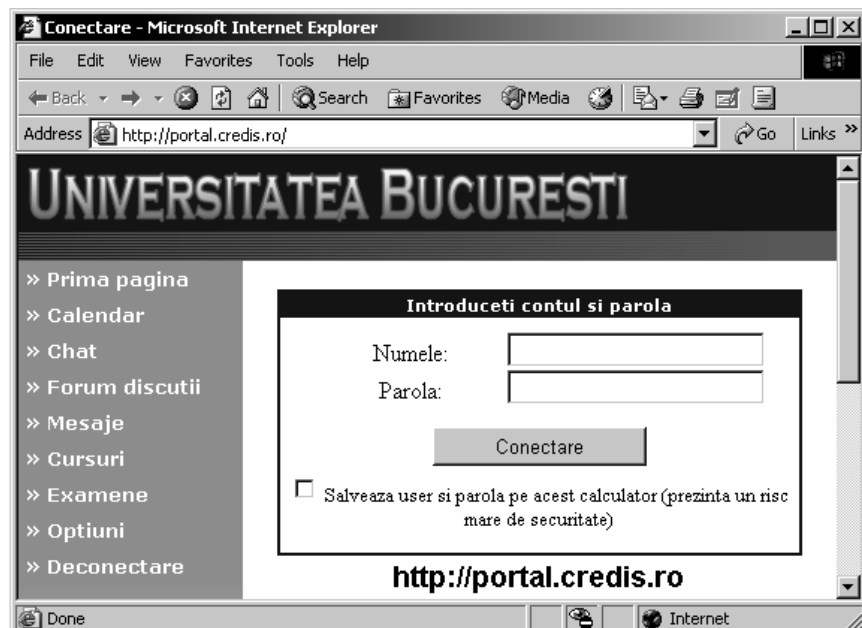 Conectare - Microsoft Internet Explorer
File Edit View Favorites Tools Help
Back Search Favorites Media
Address http://portal.credis.ro/ Go Links »
UNIVERSITATEA BUCURESTI
» Prima pagina
» Calendar
» Chat
» Forum discutii
» Mesaje
» Cursuri
» Examene
» Optiuni
» Deconectare
Introduceti contul si parola
Numele:
Parola:
Conectare
Salveaza user si parola pe acest calculator (prezinta un risc
mare de securitate)
http://portal.credis.ro
Done Internet